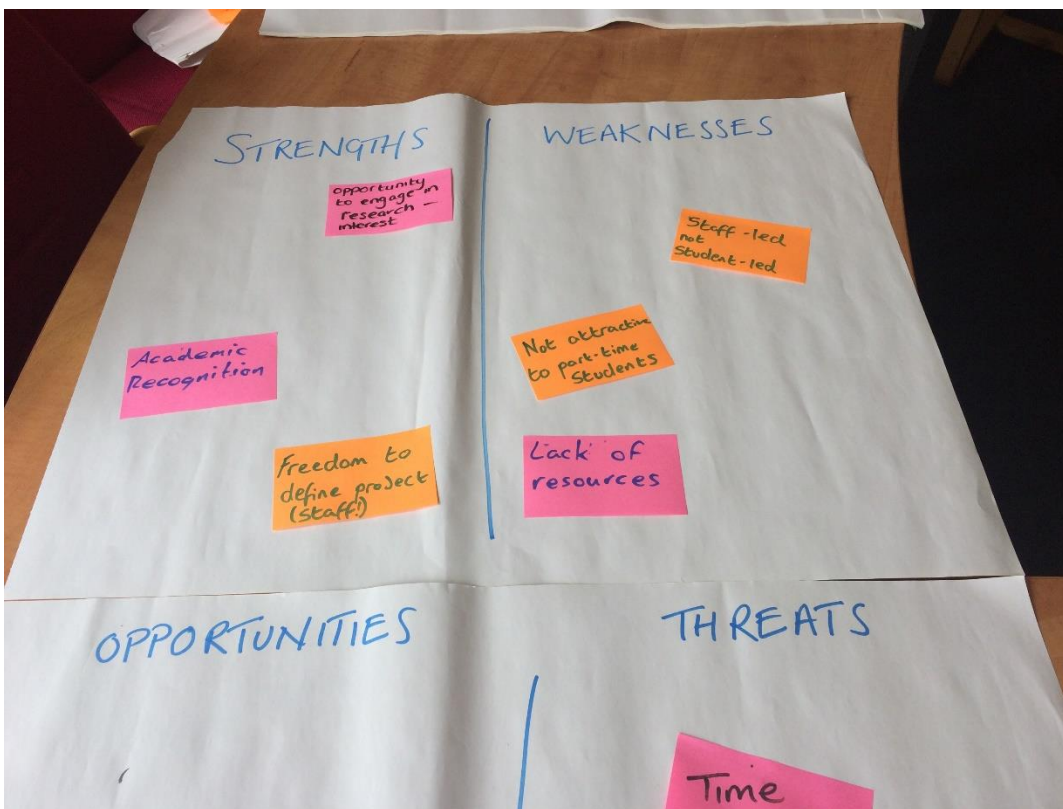 STRENGTHS
opportunity
to engage in
research –
interest
Academic
Recognition
Freedom to
define project
(Staff!)
WEAKNESSES
Staff-led
not
Student-led
Not attractive
to part-time
Students
Lack of
resources
OPPORTUNITIES
THREATS
Time